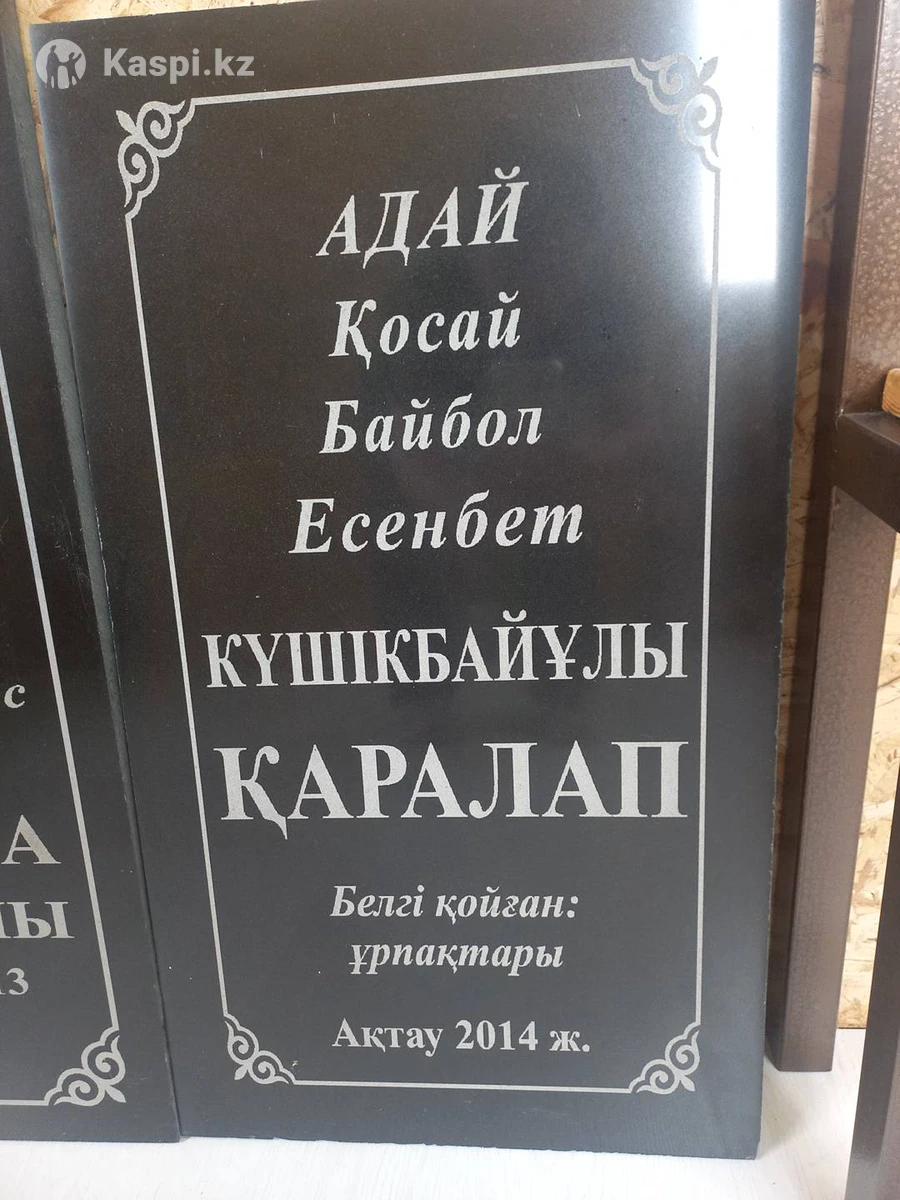 Kaspi.kz
АДАЙ
Қосай
Байбол
Есенбет
КҮШІКБАЙҰЛЫ
ҚАРАЛАП
Белгі қойған:
ұрпақтары
Ақтау 2014 ж.